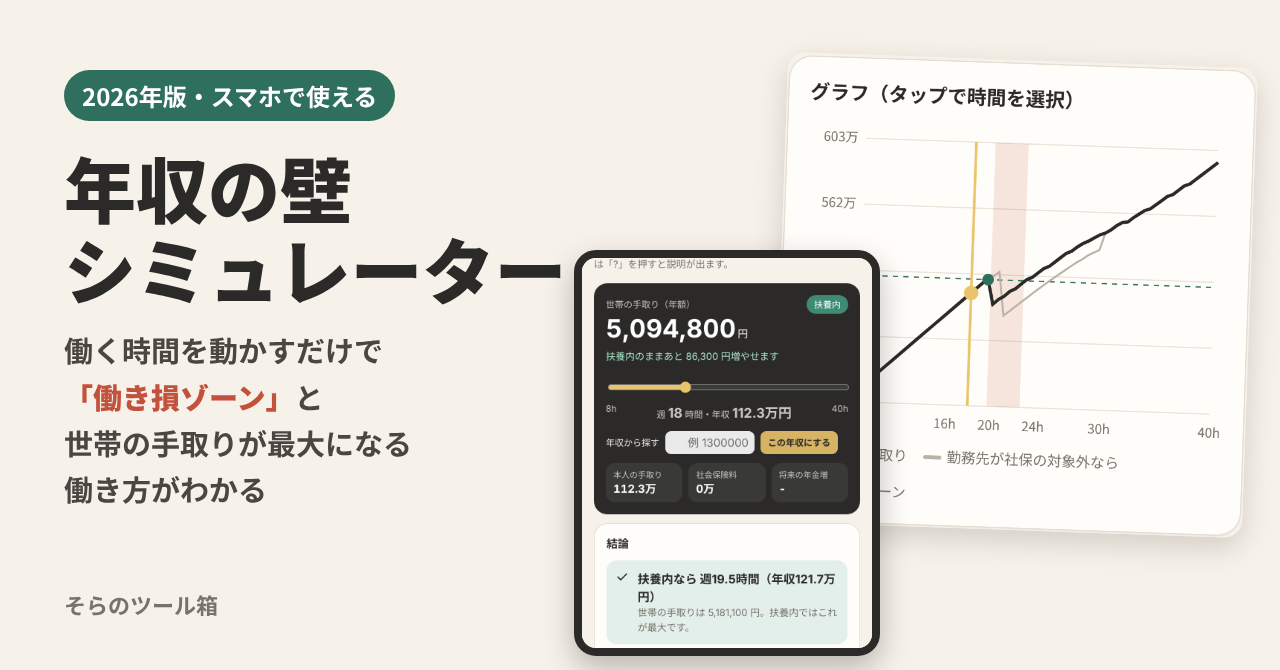 2026年版・スマホで使える
年収の壁
シミュレーター
働く時間を動かすだけで
「働き損ゾーン」と
世帯の手取りが最大になる
働き方がわかる
そらのツール箱
は「?」を押すと説明が出ます。
世帯の手取り（年額）
扶養内
5,094,800円
扶養内のままあと 86,300 円増やせます
8h
週 18 時間・年収 112.3万円
40h
年収から探す
例 1300000
この年収にする
本人の手取り
112.3万
社会保険料
0万
将来の年金増
-
結論
扶養内なら 週19.5時間（年収121.7万
円）
世帯の手取りは 5,181,100 円。扶養内ではこれ
が最大です。
グラフ（タップで時間を選択）
603万
562万
16h
20h
24h
30h
40h
取り
勤務先が社保の対象外なら
ーン